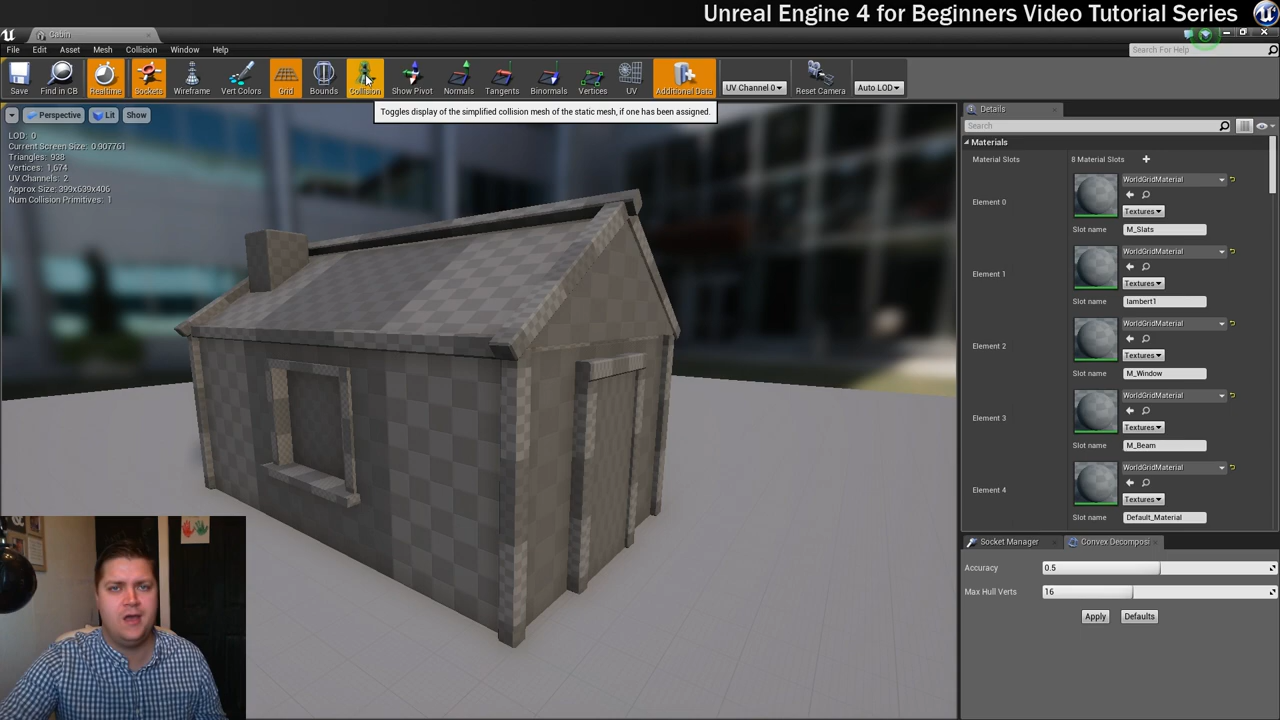 Unreal Engine 4 for Beginners Video Tutorial Series
Cabin
File Edit Asset Mesh Collision Window Help
Search For Help
Save Find in CB Realtime Sockets Wireframe Vert Colors Grid Bounds Collision Show Pivot Normals Tangents Binormals Vertices UV Additional Data UV Channel 0 Reset Camera Auto LOD
Toggles display of the simplified collision mesh of the static mesh, if one has been assigned.
Perspective Lit Show
LOD: 0
Current Screen Size: 0.907761
Triangles: 938
Vertices: 1,674
UV Channels: 2
Approx Size: 399x639x406
Num Collision Primitives: 1
Details
Search
Materials
Material Slots 8 Material Slots
Element 0
WorldGridMaterial
Textures
Slot name M_Slats
Element 1
WorldGridMaterial
Textures
Slot name lambert1
Element 2
WorldGridMaterial
Textures
Slot name M_Window
Element 3
WorldGridMaterial
Textures
Slot name M_Beam
Element 4
WorldGridMaterial
Textures
Slot name Default_Material
Socket Manager Convex Decomposi
Accuracy 0.5
Max Hull Verts 16
Apply Defaults